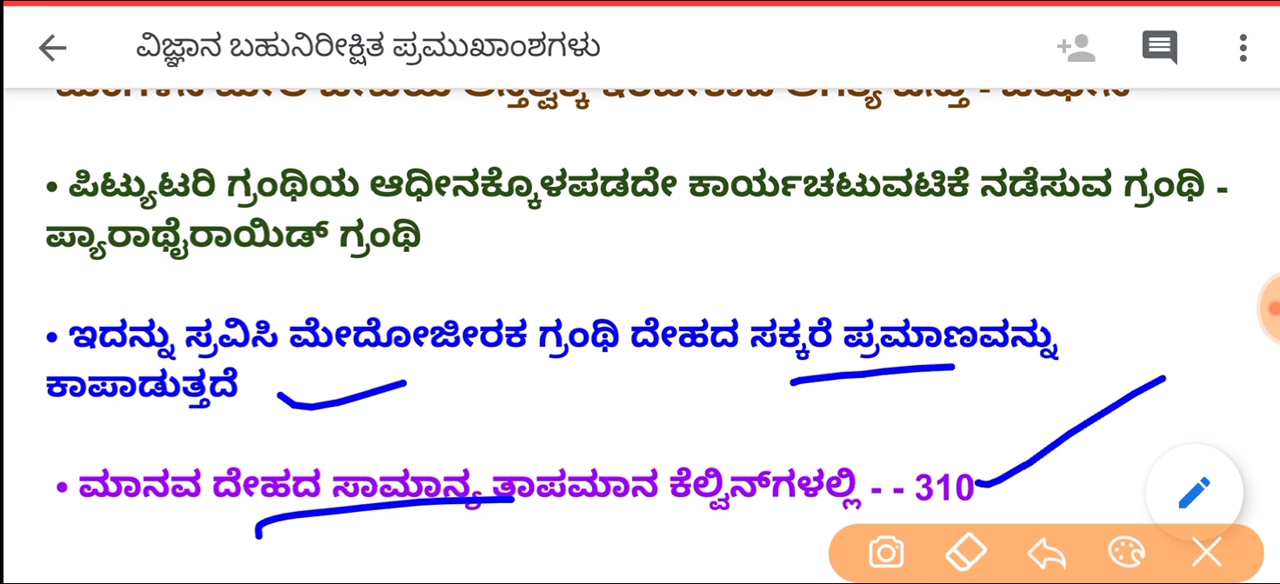 ವಿಜ್ಞಾನ ಬಹುನಿರೀಕ್ಷಿತ ಪ್ರಮುಖಾಂಶಗಳು
• ಪಿಟ್ಯುಟರಿ ಗ್ರಂಥಿಯ ಆಧೀನಕ್ಕೊಳಪಡದೇ ಕಾರ್ಯಚಟುವಟಿಕೆ ನಡೆಸುವ ಗ್ರಂಥಿ -
ಪ್ಯಾರಾಥೈರಾಯಿಡ್ ಗ್ರಂಥಿ
• ಇದನ್ನು ಸ್ರವಿಸಿ ಮೇದೋಜೀರಕ ಗ್ರಂಥಿ ದೇಹದ ಸಕ್ಕರೆ ಪ್ರಮಾಣವನ್ನು
ಕಾಪಾಡುತ್ತದೆ
• ಮಾನವ ದೇಹದ ಸಾಮಾನ್ಯ ತಾಪಮಾನ ಕೆಲ್ವಿನ್‌ಗಳಲ್ಲಿ - - 310